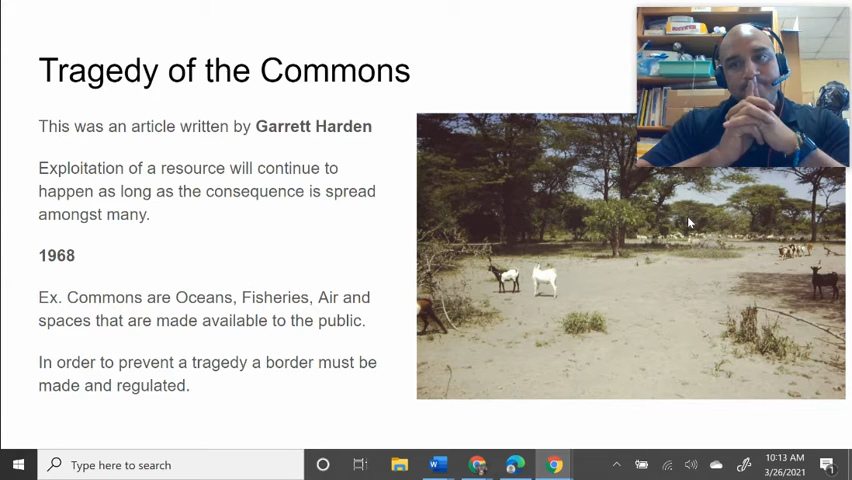 Tragedy of the Commons
This was an article written by Garrett Harden
Exploitation of a resource will continue to
happen as long as the consequence is spread
amongst many.
1968
Ex. Commons are Oceans, Fisheries, Air and
spaces that are made available to the public.
In order to prevent a tragedy a border must be
made and regulated.
Type here to search
10:13 AM
3/26/2021